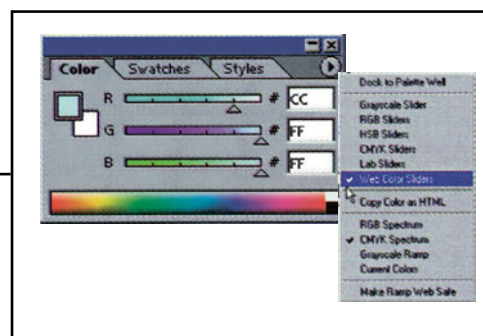 Color Swatches Styles
R # CC
G # FF
B # FF
Dock to Palette Well
Grayscale Slider
RGB Sliders
HSB Sliders
CMYK Sliders
Lab Sliders
✓ Web Color Sliders
Copy Color as HTML
RGB Spectrum
✓ CMYK Spectrum
Grayscale Ramp
Current Colors
Make Ramp Web Safe